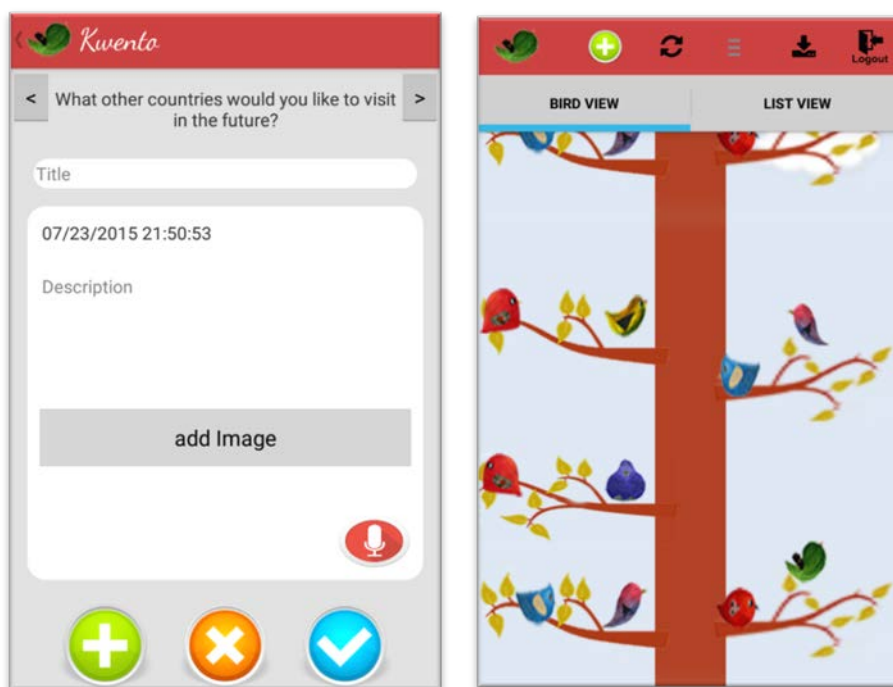 Kwento
< What other countries would you like to visit >
in the future?
Title
07/23/2015 21:50:53
Description
add Image
Logout
BIRD VIEW LIST VIEW